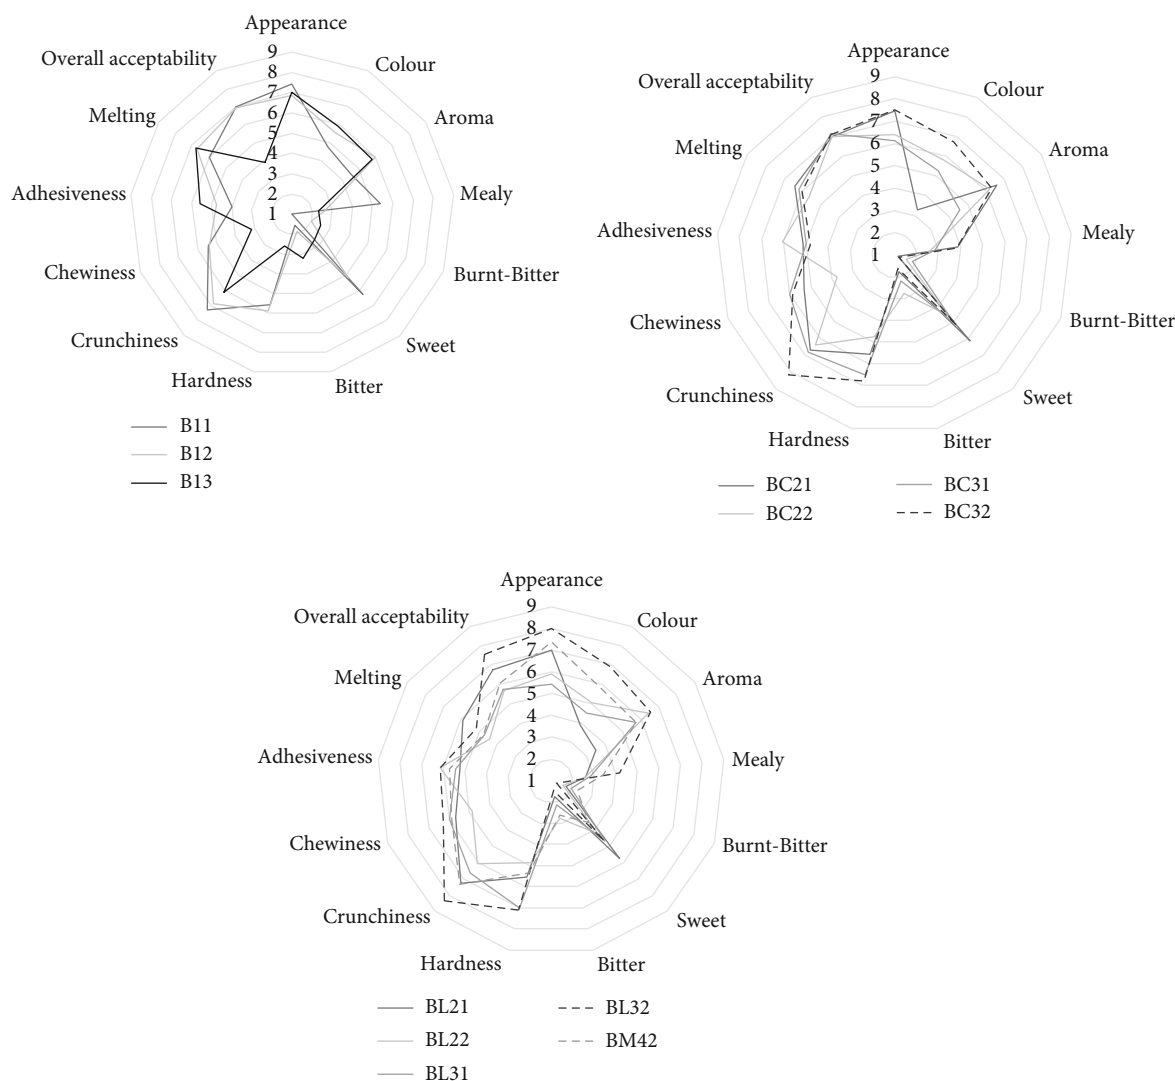 Appearance
Overall acceptability
9
Colour
8
7
Melting
Aroma
6
5
4
3
Adhesiveness
Mealy
2
1
Chewiness
Burnt-Bitter
Crunchiness
Sweet
Hardness
Bitter
B11
B12
B13
Appearance
9
Overall acceptability
Colour
8
7
Melting
Aroma
6
5
4
3
Adhesiveness
Mealy
2
1
Chewiness
Burnt-Bitter
Crunchiness
Sweet
Hardness
Bitter
BC21 BC31
BC22 BC32
Appearance
9
Overall acceptability
Colour
8
7
Melting
Aroma
6
5
4
3
Adhesiveness
Mealy
2
1
Chewiness
Burnt-Bitter
Crunchiness
Sweet
Hardness
Bitter
BL21 BL32
BL22 BM42
BL31